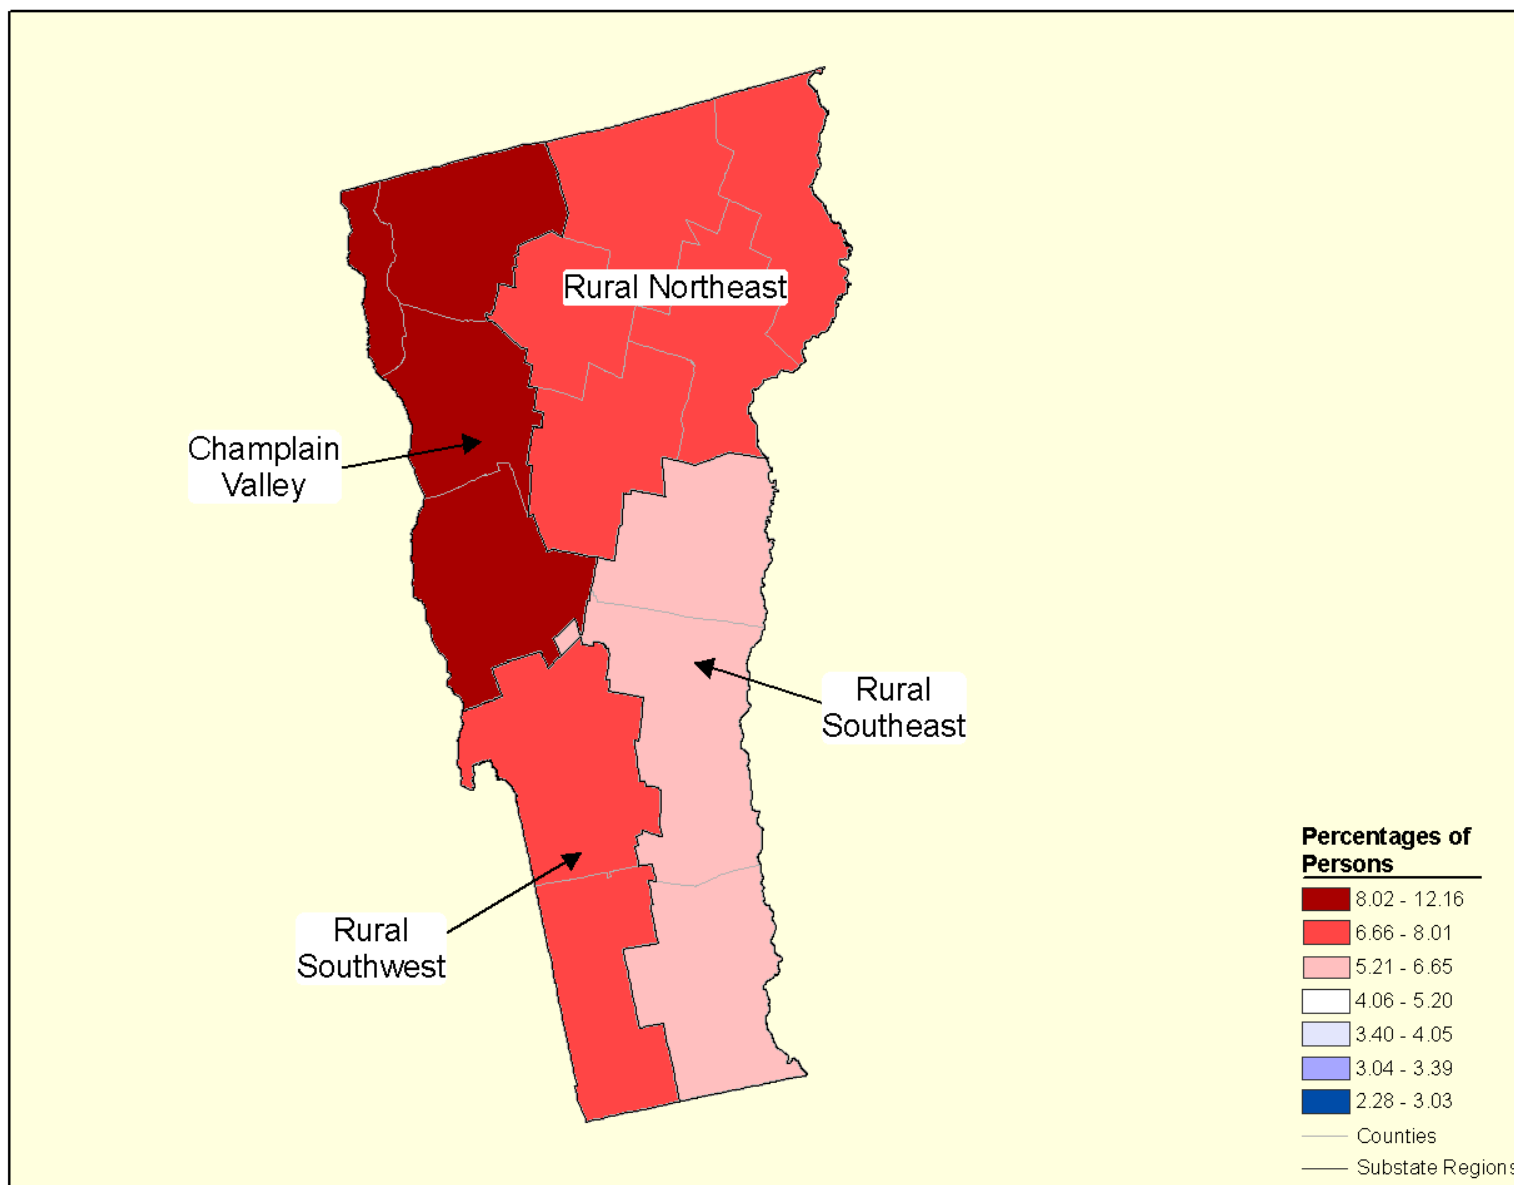 Rural Northeast
Champlain
Valley
Rural
Southeast
Rural
Southwest
Percentages of
Persons
8.02 - 12.16
6.66 - 8.01
5.21 - 6.65
4.06 - 5.20
3.40 - 4.05
3.04 - 3.39
2.28 - 3.03
Counties
Substate Regions